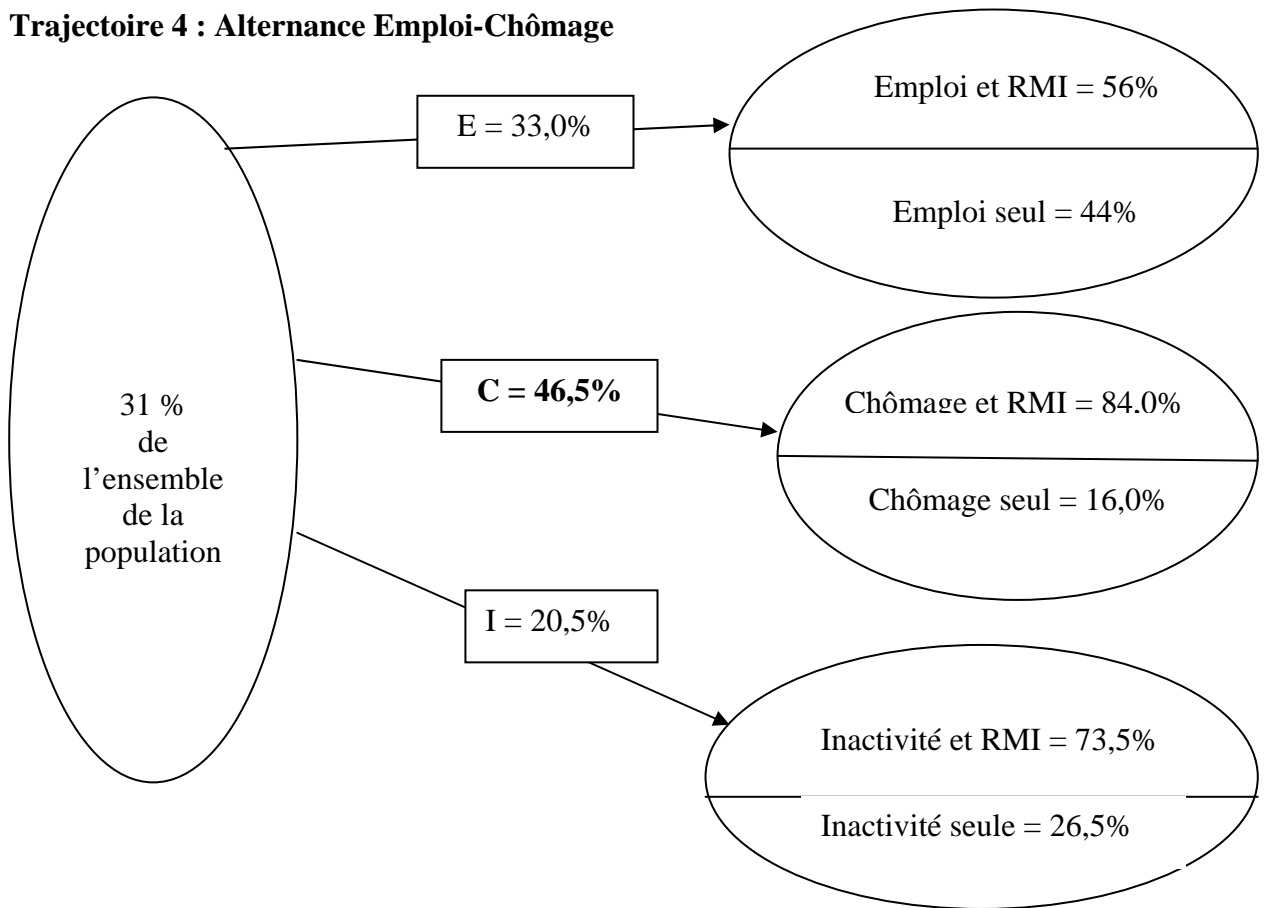 Trajectoire 4 : Alternance Emploi-Chômage
Emploi et RMI = 56%
E = 33,0%
Emploi seul = 44%
C = 46,5%
Chômage et RMI = 84,0%
31 %
de
l’ensemble
de la
population
Chômage seul = 16,0%
I = 20,5%
Inactivité et RMI = 73,5%
Inactivité seule = 26,5%